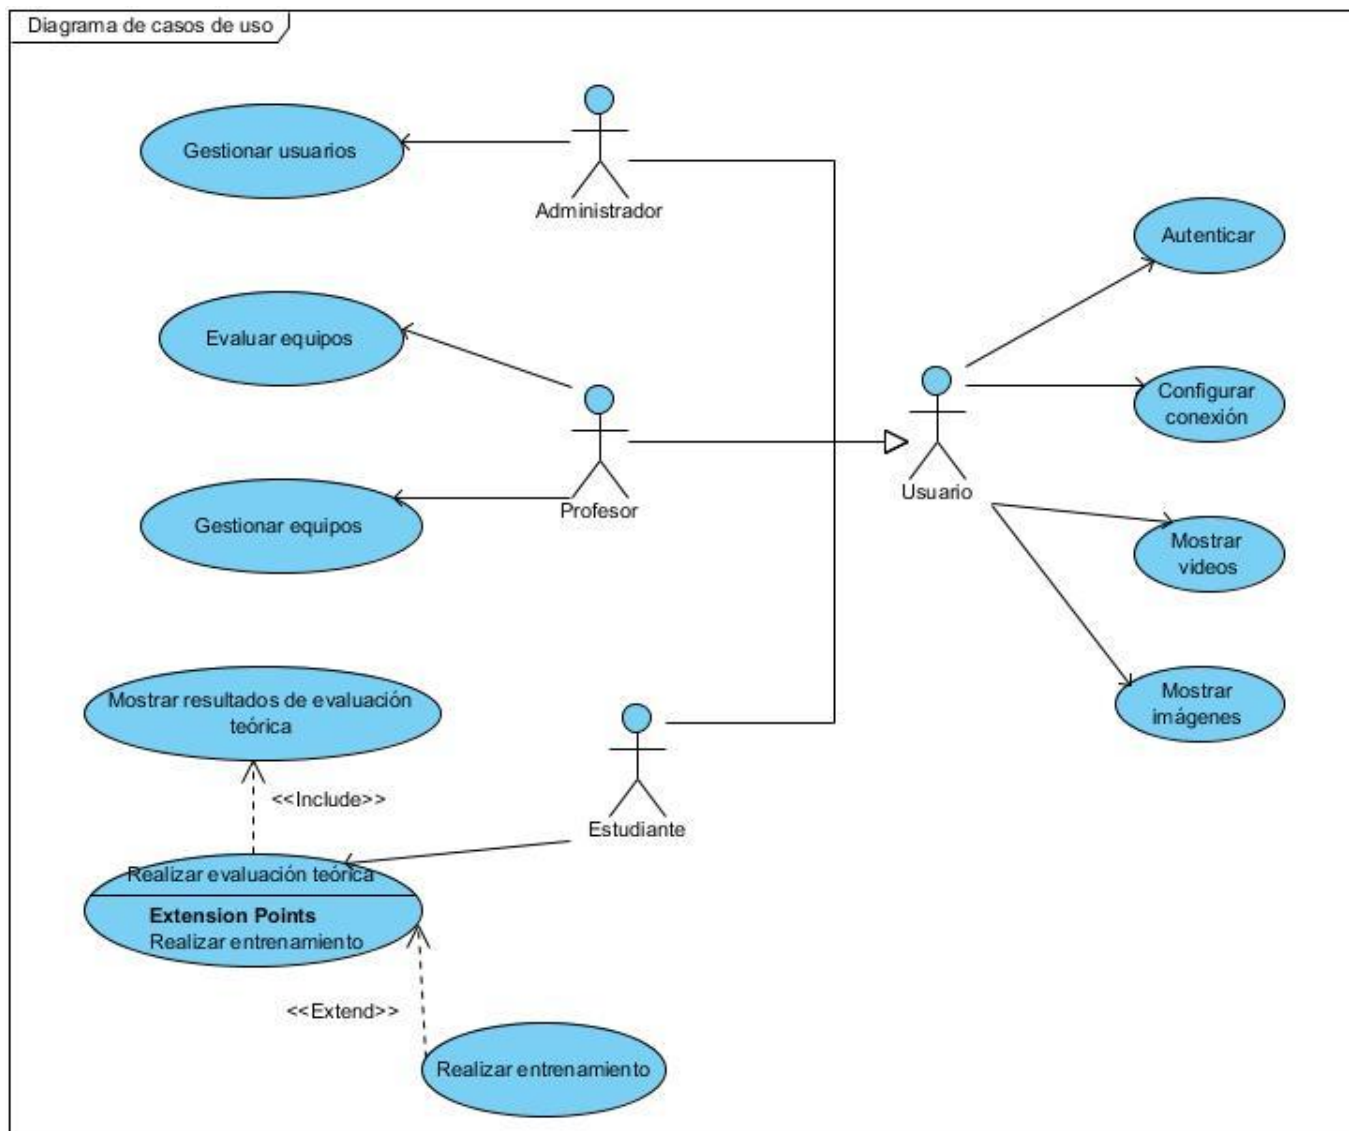 Diagrama de casos de uso
Gestionar usuarios
Administrador
Autenticar
Evaluar equipos
Configurar
conexión
Usuario
Gestionar equipos
Profesor
Mostrar
videos
Mostrar resultados de evaluación
teórica
Mostrar
imágenes
<<Include>>
Estudiante
Realizar evaluación teórica
Extension Points
Realizar entrenamiento
<<Extend>>
Realizar entrenamiento